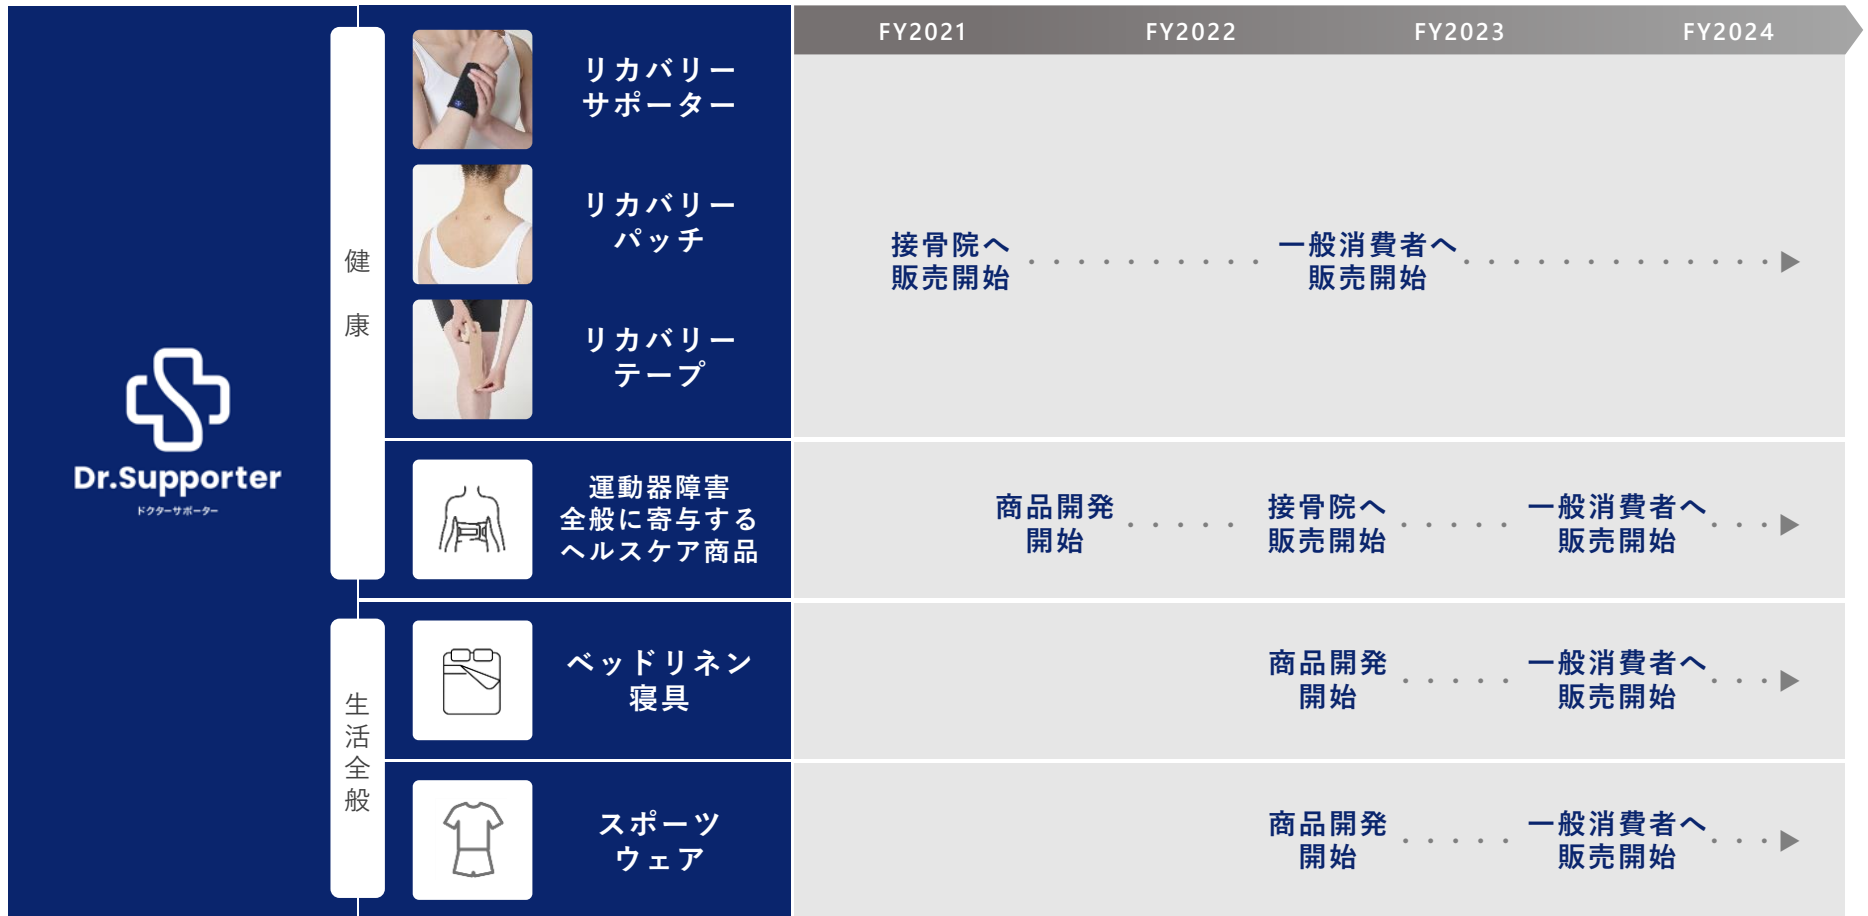 FY2021
FY2022
FY2023
FY2024
Dr.Supporter
ドクターサポーター
健康
リカバリー
サポーター
リカバリー
パッチ
リカバリー
テープ
接骨院へ
販売開始
一般消費者へ
販売開始
運動器障害
全般に寄与する
ヘルスケア商品
商品開発
開始
接骨院へ
販売開始
一般消費者へ
販売開始
生活全般
ベッドリネン
寝具
商品開発
開始
一般消費者へ
販売開始
スポーツ
ウェア
商品開発
開始
一般消費者へ
販売開始